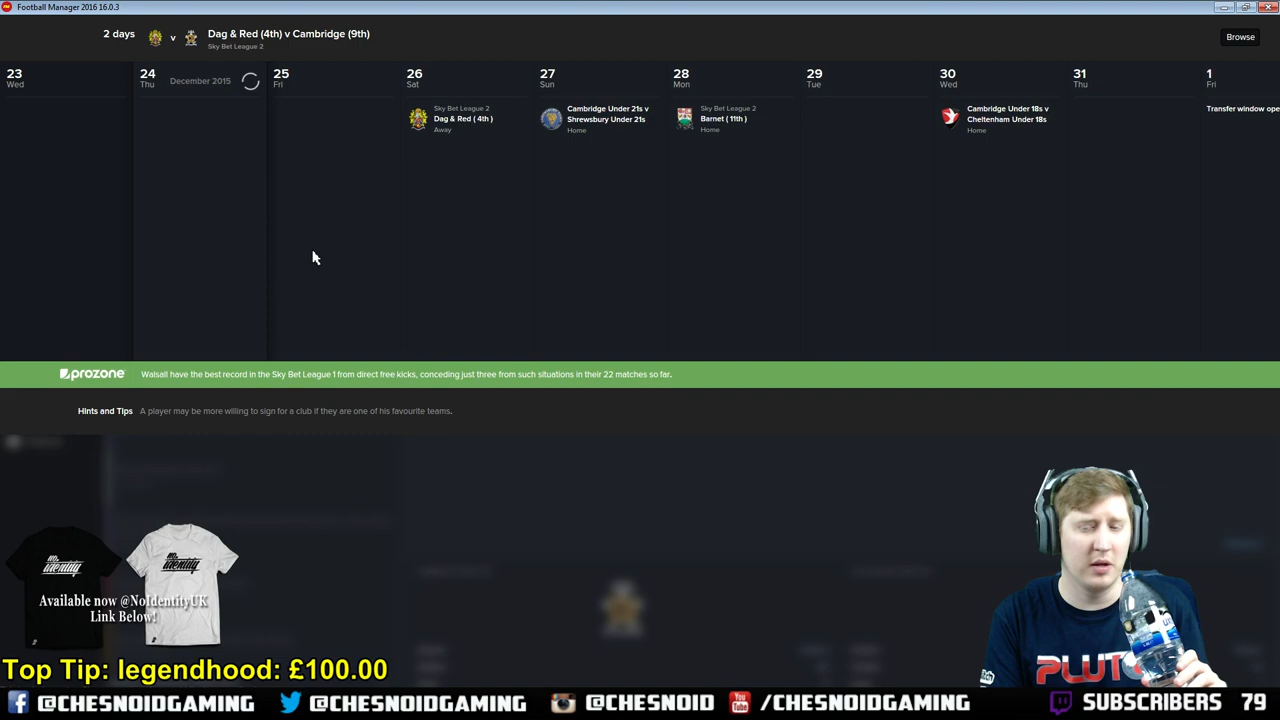 Football Manager 2016 16.0.3
2 days
v
Dag & Red (4th) v Cambridge (9th)
Sky Bet League 2
Browse
23
Wed
24
Thu
December 2015
25
Fri
26
Sat
27
Sun
28
Mon
29
Tue
30
Wed
31
Thu
1
Fri
Sky Bet League 2
Dag & Red ( 4th )
Away
Cambridge Under 21s v
Shrewsbury Under 21s
Home
Sky Bet League 2
Barnet ( 11th )
Home
Cambridge Under 18s v
Cheltenham Under 18s
Home
Transfer window ope
prozone
Walsall have the best record in the Sky Bet League 1 from direct free kicks, conceding just three from such situations in their 22 matches so far.
Hints and Tips
A player may be more willing to sign for a club if they are one of his favourite teams.
no. identity
no. identity
Available now @NoIdentityUK
Link Below!
Top Tip: legendhood: £100.00
PLUTO
@CHESNOIDGAMING
@CHESNOIDGAMING
@CHESNOID
You Tube
/CHESNOIDGAMING
SUBSCRIBERS 79